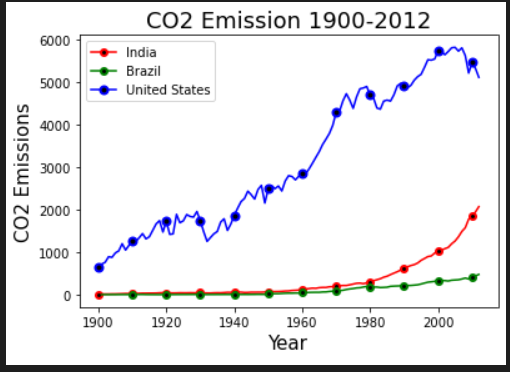 CO2 Emission 1900-2012
India
Brazil
United States
CO2 Emissions
6000
5000
4000
3000
2000
1000
0
1900 1920 1940 1960 1980 2000
Year